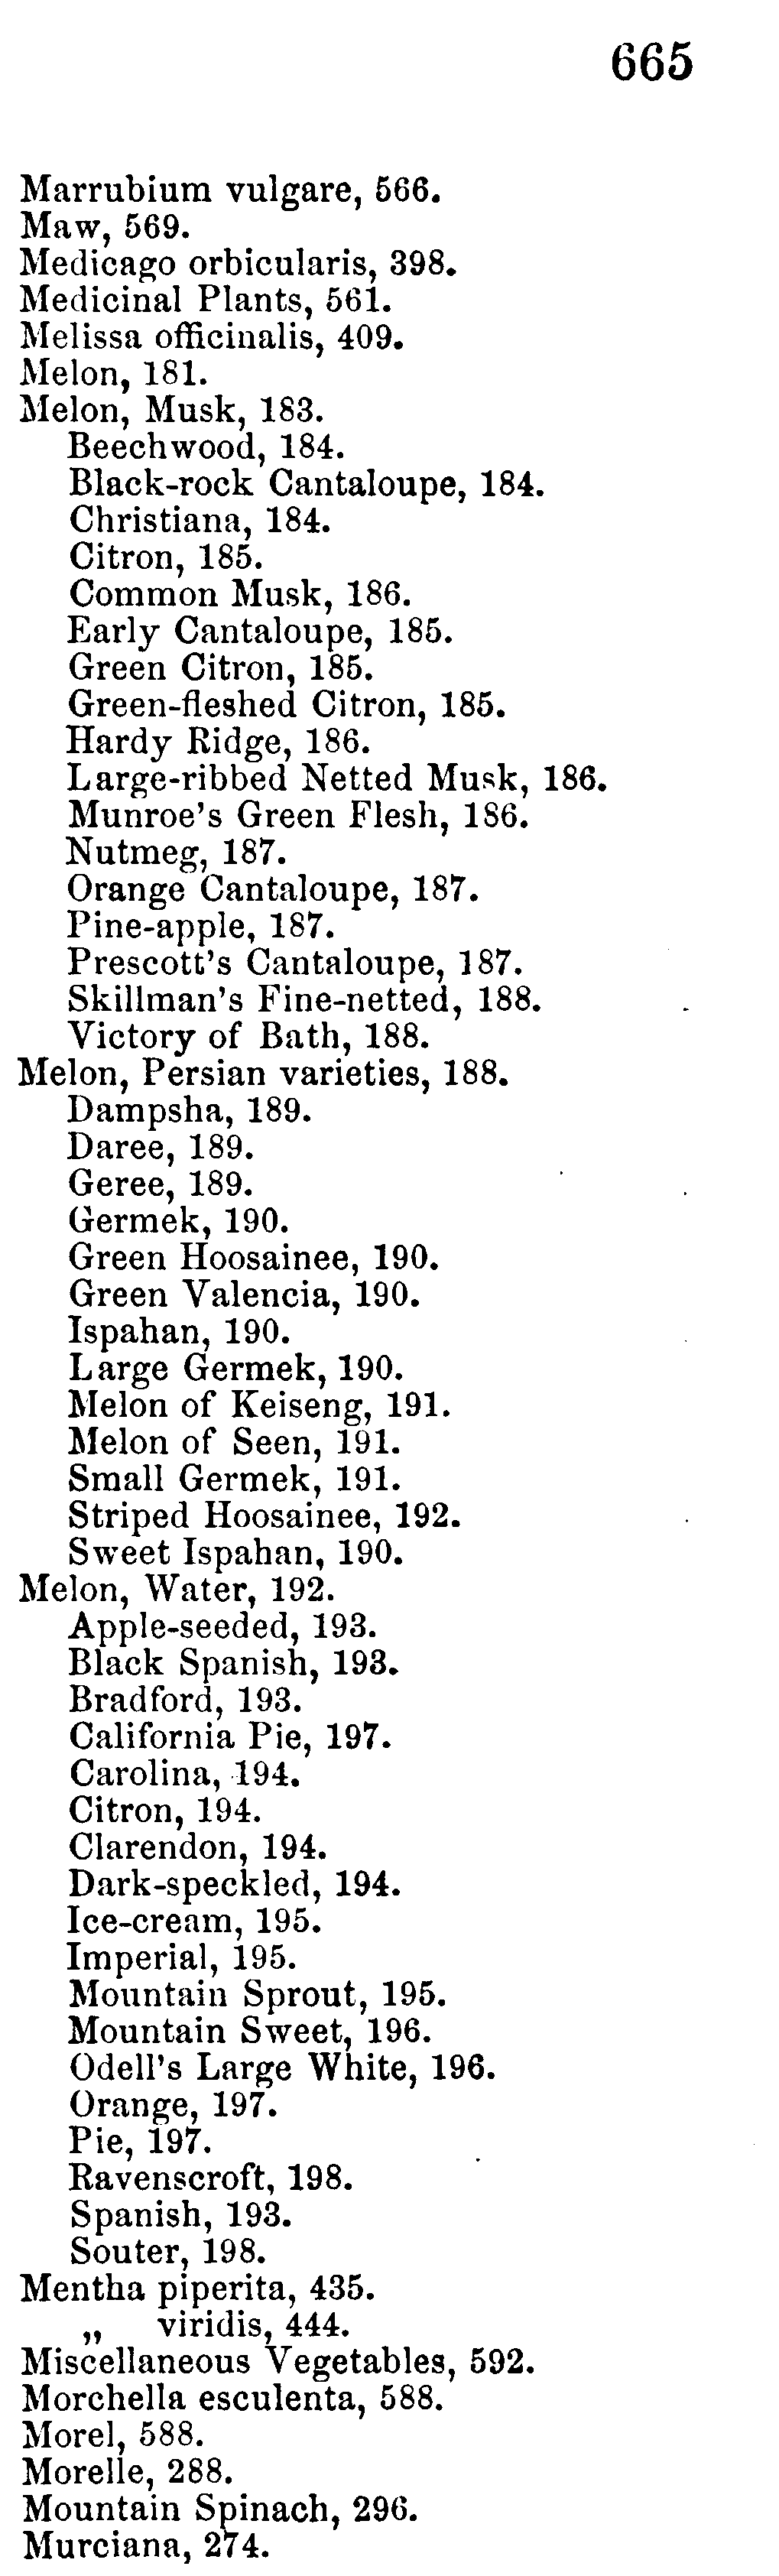 665
Marrubium vulgare, 566.
Maw, 569.
Medicago orbicularis, 398.
Medicinal Plants, 561.
Melissa officinalis, 409.
Melon, 181.
Melon, Musk, 183.
Beechwood, 184.
Black-rock Cantaloupe, 184.
Christiana, 184.
Citron, 185.
Common Musk, 186.
Early Cantaloupe, 185.
Green Citron, 185.
Green-fleshed Citron, 185.
Hardy Ridge, 186.
Large-ribbed Netted Musk, 186.
Munroe's Green Flesh, 186.
Nutmeg, 187.
Orange Cantaloupe, 187.
Pine-apple, 187.
Prescott's Cantaloupe, 187.
Skillman's Fine-netted, 188.
Victory of Bath, 188.
Melon, Persian varieties, 188.
Dampsha, 189.
Daree, 189.
Geree, 189.
Germek, 190.
Green Hoosainee, 190.
Green Valencia, 190.
Ispahan, 190.
Large Germek, 190.
Melon of Keiseng, 191.
Melon of Seen, 191.
Small Germek, 191.
Striped Hoosainee, 192.
Sweet Ispahan, 190.
Melon, Water, 192.
Apple-seeded, 193.
Black Spanish, 193.
Bradford, 193.
California Pie, 197.
Carolina, 194.
Citron, 194.
Clarendon, 194.
Dark-speckled, 194.
Ice-cream, 195.
Imperial, 195.
Mountain Sprout, 195.
Mountain Sweet, 196.
Odell's Large White, 196.
Orange, 197.
Pie, 197.
Ravenscroft, 198.
Spanish, 193.
Souter, 198.
Mentha piperita, 435.
„ viridis, 444.
Miscellaneous Vegetables, 592.
Morchella esculenta, 588.
Morel, 588.
Morelle, 288.
Mountain Spinach, 296.
Murciana, 274.